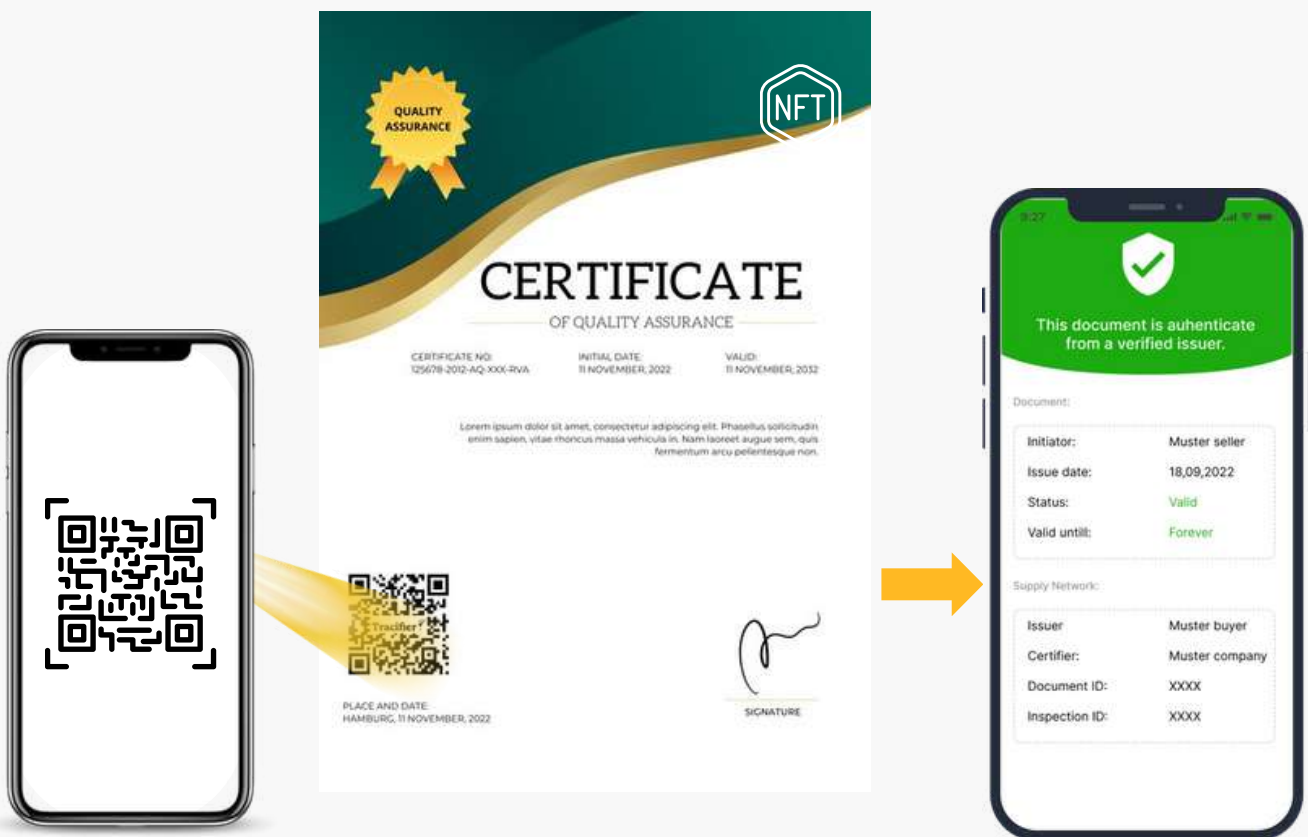 QUALITY
ASSURANCE
NFT
CERTIFICATE
OF QUALITY ASSURANCE
CERTIFICATE NO:
125678-2012-AQ-XXX-RVA
INITIAL DATE:
11 NOVEMBER, 2022
VALID:
11 NOVEMBER, 2032
Lorem ipsum dolor sit amet, consectetur adipiscing elit. Phasellus sollicitudin
enim sapien, vitae rhoncus massa vehicula in. Nam laoreet augue sem, quis
fermentum arcu pellentesque non.
Tracifier
PLACE AND DATE:
HAMBURG, 11 NOVEMBER, 2022
SIGNATURE
9:27
This document is auhenticate
from a verified issuer.
Document:
Initiator: Muster seller
Issue date: 18,09,2022
Status: Valid
Valid untill: Forever
Supply Network:
Issuer Muster buyer
Certifier: Muster company
Document ID: XXXX
Inspection ID: XXXX